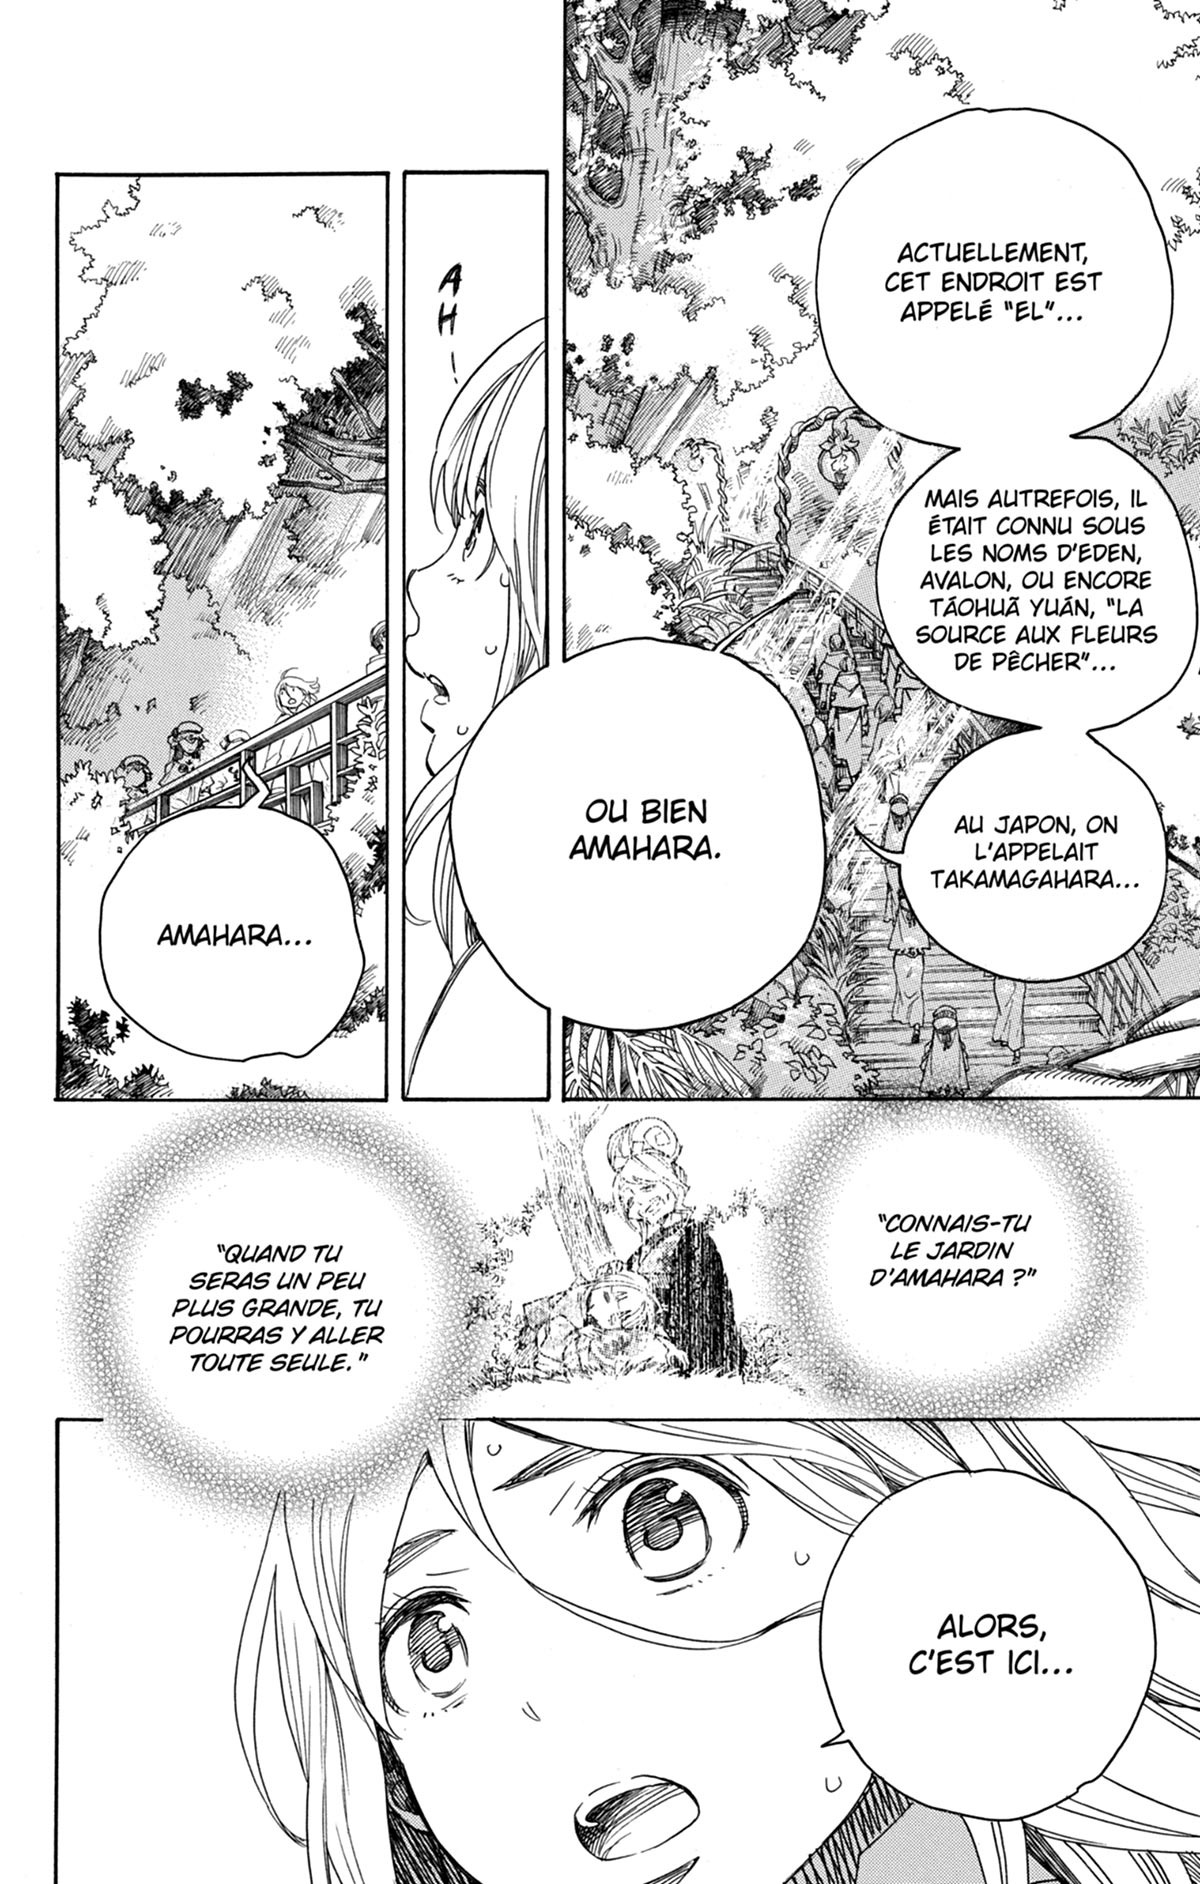 ACTUELLEMENT,
CET ENDROIT EST
APPELÉ "EL"...
MAIS AUTREFOIS, IL
ÉTAIT CONNU SOUS
LES NOMS D'EDEN,
AVALON, OU ENCORE
TÁOHUÃ YUÁN, "LA
SOURCE AUX FLEURS
DE PÊCHER"...
AU JAPON, ON
L'APPELAIT
TAKAMAGAHARA...
OU BIEN
AMAHARA.
AH...
AMAHARA...
"CONNAIS-TU
LE JARDIN
D'AMAHARA ?"
"QUAND TU
SERAS UN PEU
PLUS GRANDE, TU
POURRAS Y ALLER
TOUTE SEULE."
ALORS,
C'EST ICI...